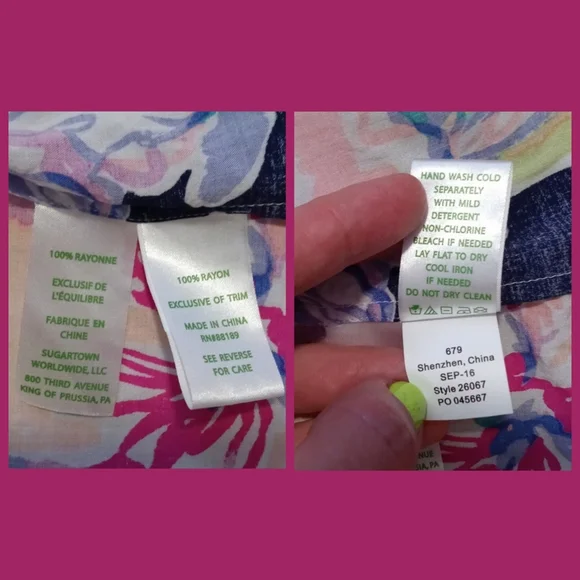 100% RAYONNE
EXCLUSIF DE
L'ÉQUILIBRE
FABRIQUE EN
CHINE
SUGARTOWN
WORLDWIDE, LLC
800 THIRD AVENUE
KING OF PRUSSIA, PA
100% RAYON
EXCLUSIVE OF TRIM
MADE IN CHINA
RN#88189
SEE REVERSE
FOR CARE
HAND WASH COLD
SEPARATELY
WITH MILD
DETERGENT
NON-CHLORINE
BLEACH IF NEEDED
LAY FLAT TO DRY
COOL IRON
IF NEEDED
DO NOT DRY CLEAN
679
Shenzhen, China
SEP-16
Style 26067
PO 045667